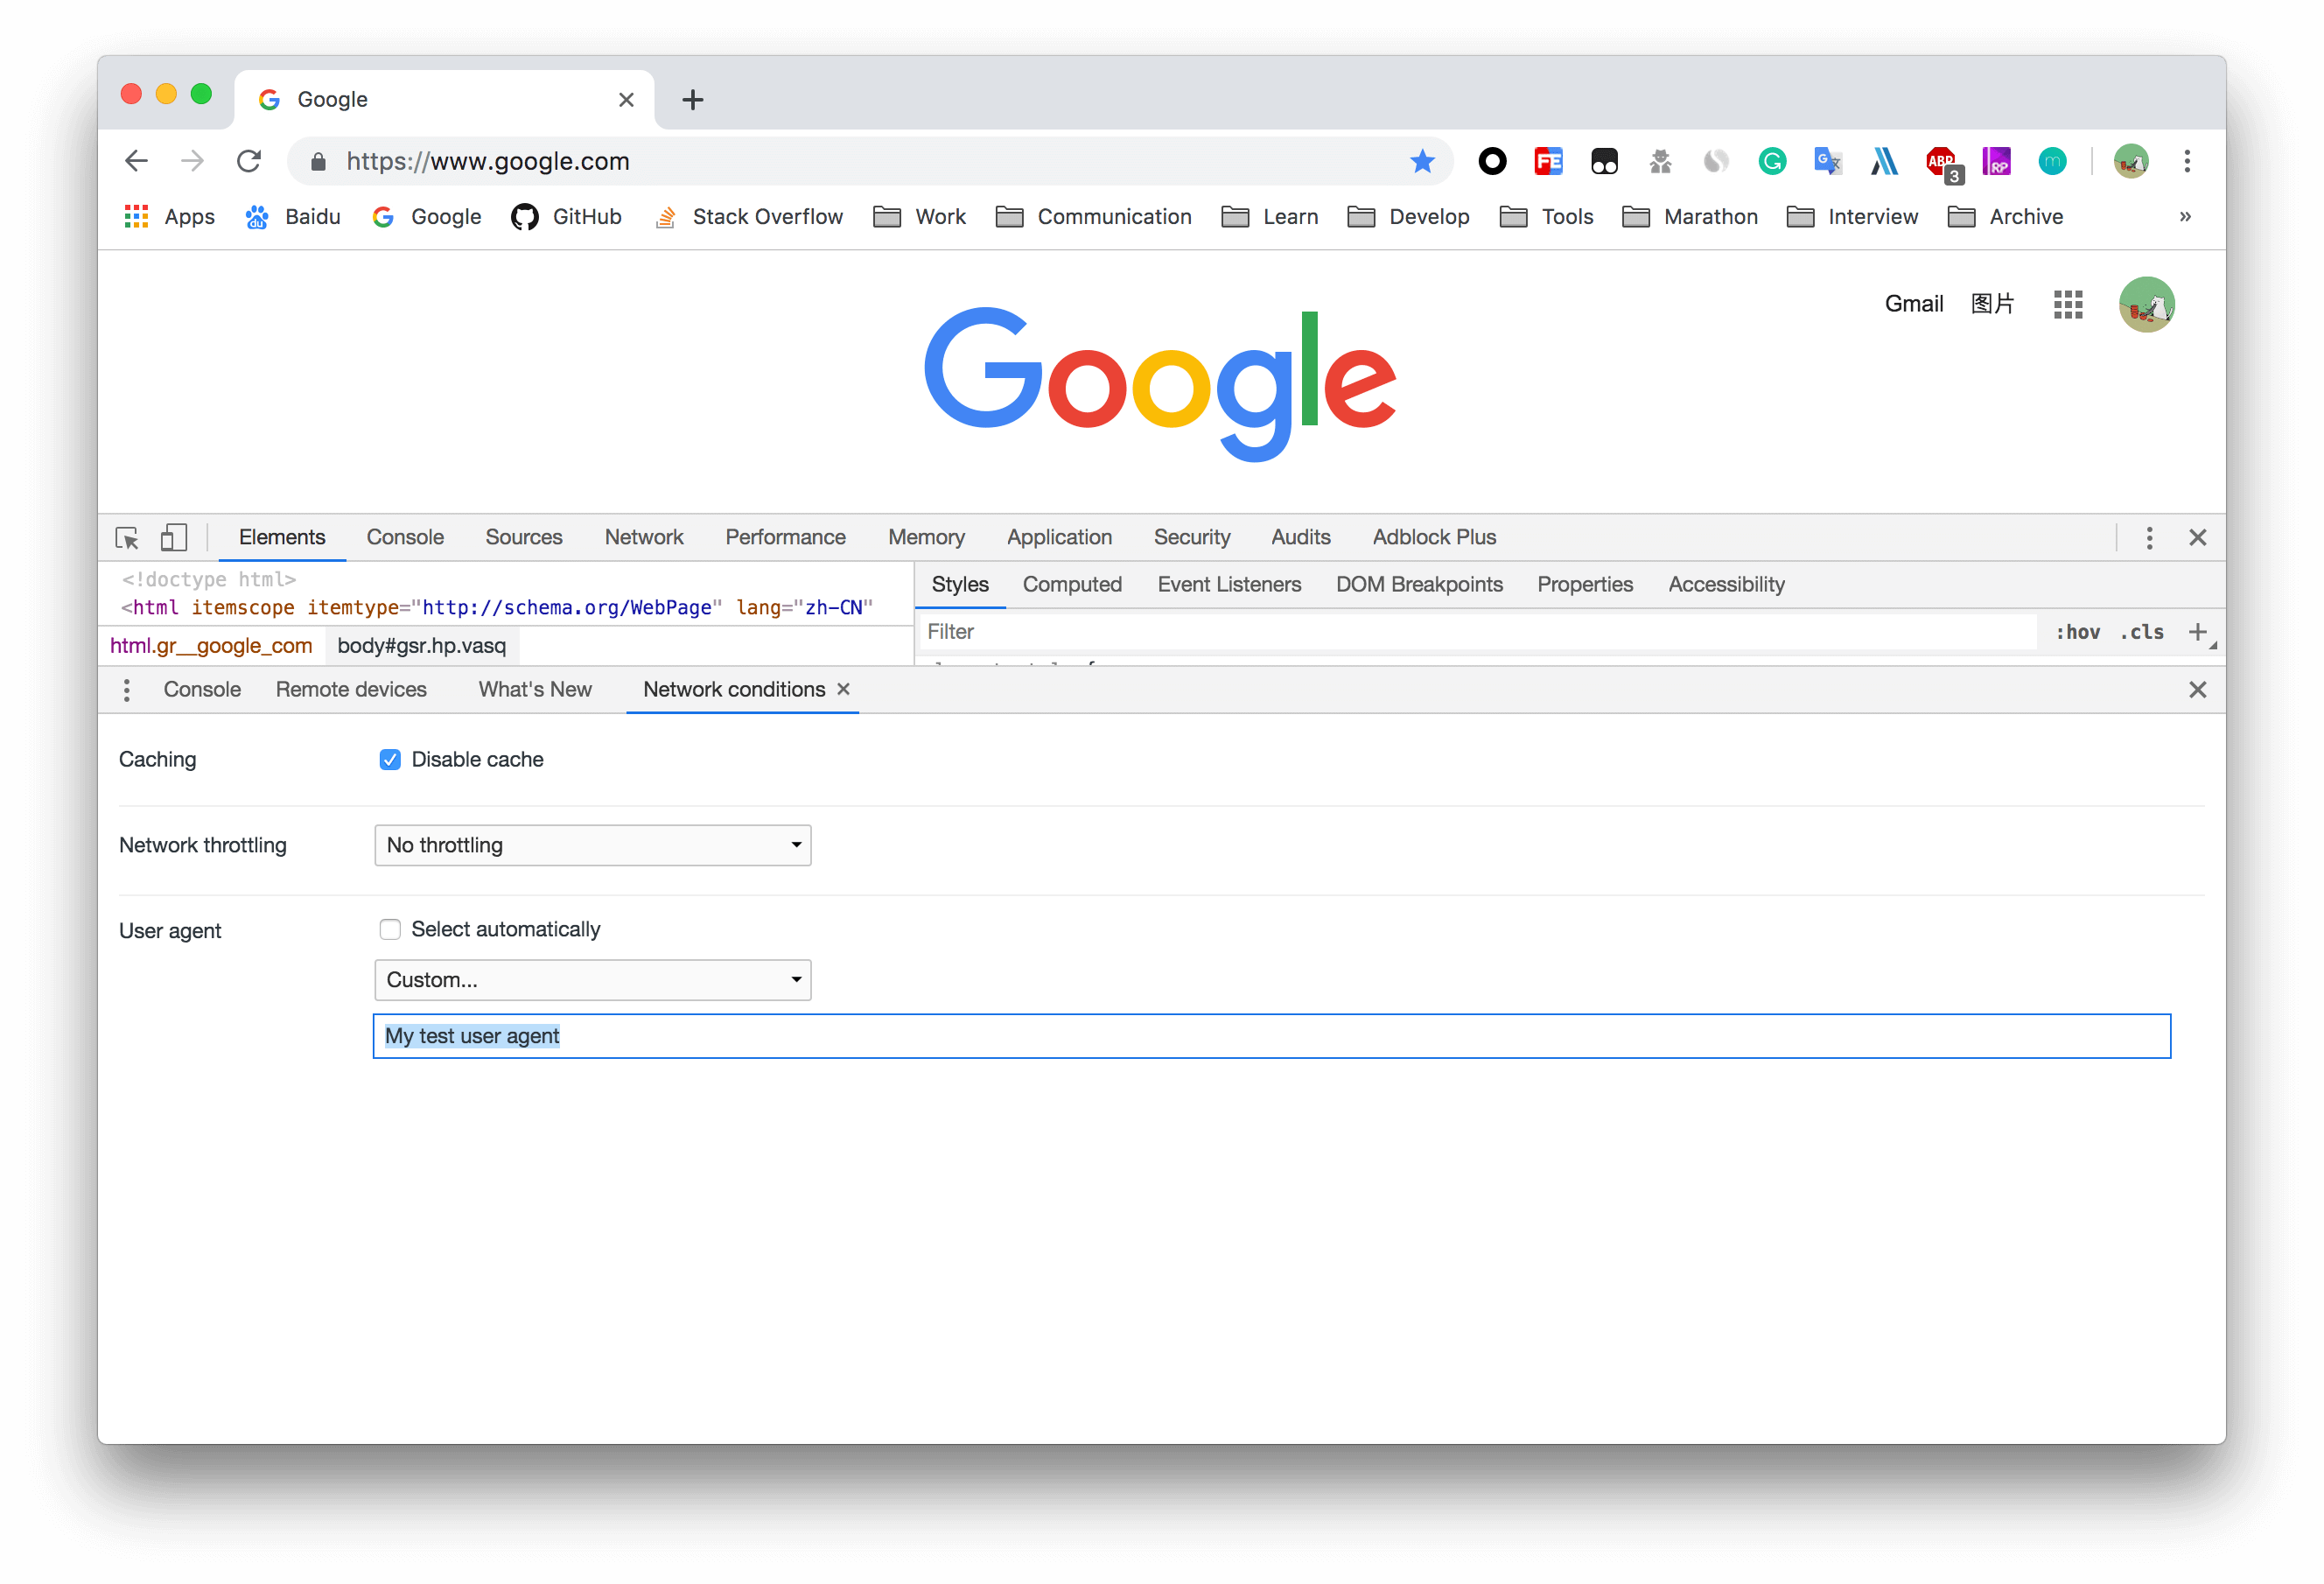 Google
https://www.google.com
FE G ABP 3 RP m
Apps Baidu Google GitHub Stack Overflow Work Communication Learn Develop Tools Marathon Interview Archive »
Gmail 图片
Google
Elements Console Sources Network Performance Memory Application Security Audits Adblock Plus
<!doctype html>
<html itemscope itemtype="http://schema.org/WebPage" lang="zh-CN"
html.gr__google_com body#gsr.hp.vasq
Styles Computed Event Listeners DOM Breakpoints Properties Accessibility
Filter :hov .cls +
Console Remote devices What's New Network conditions
Caching Disable cache
Network throttling No throttling
User agent Select automatically
Custom...
My test user agent